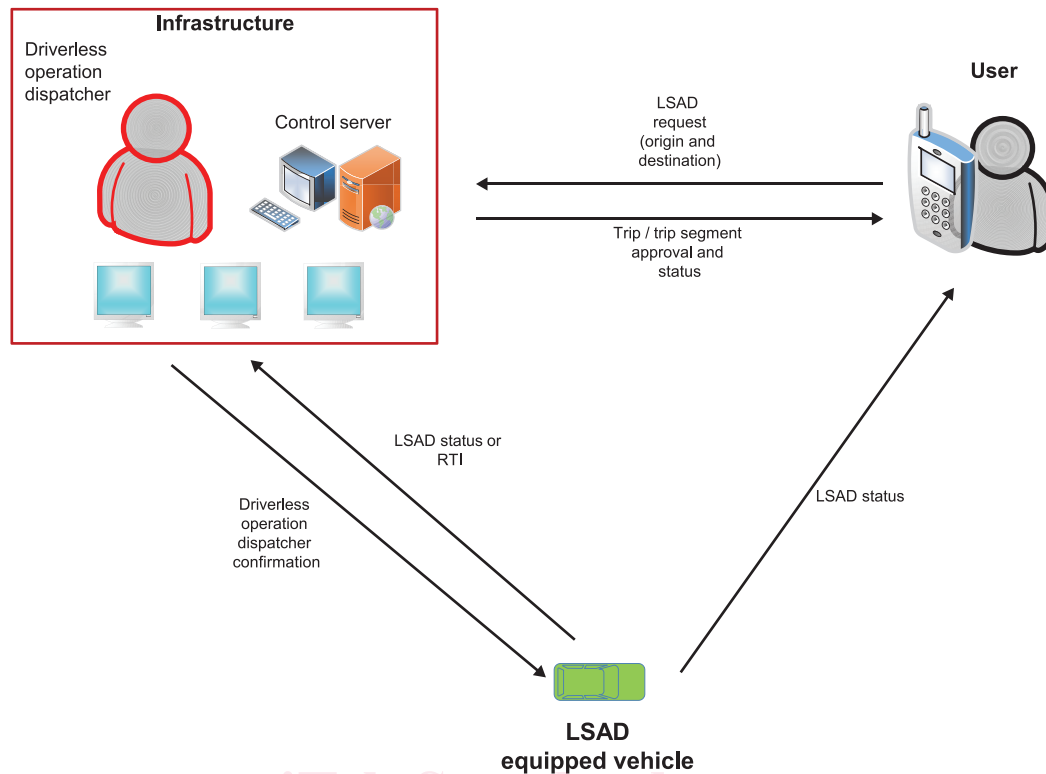 Infrastructure
Driverless
operation
dispatcher
Control server
User
LSAD
request
(origin and
destination)
Trip / trip segment
approval and
status
LSAD status or
RTI
Driverless
operation
dispatcher
confirmation
LSAD status
LSAD
equipped vehicle